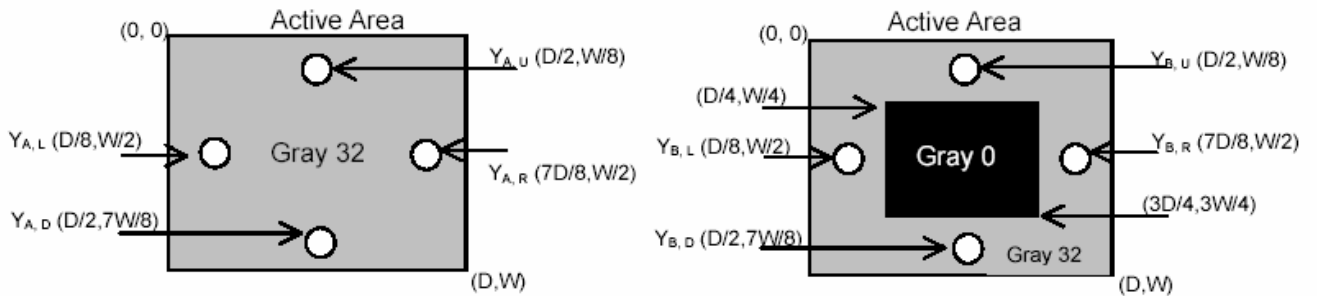 Active Area
(0, 0)
Y_A, U (D/2,W/8)
Y_A, L (D/8,W/2)
Gray 32
Y_A, R (7D/8,W/2)
Y_A, D (D/2,7W/8)
(D,W)
Active Area
(0, 0)
Y_B, U (D/2,W/8)
(D/4,W/4)
Y_B, L (D/8,W/2)
Gray 0
Y_B, R (7D/8,W/2)
(3D/4,3W/4)
Y_B, D (D/2,7W/8)
Gray 32
(D,W)